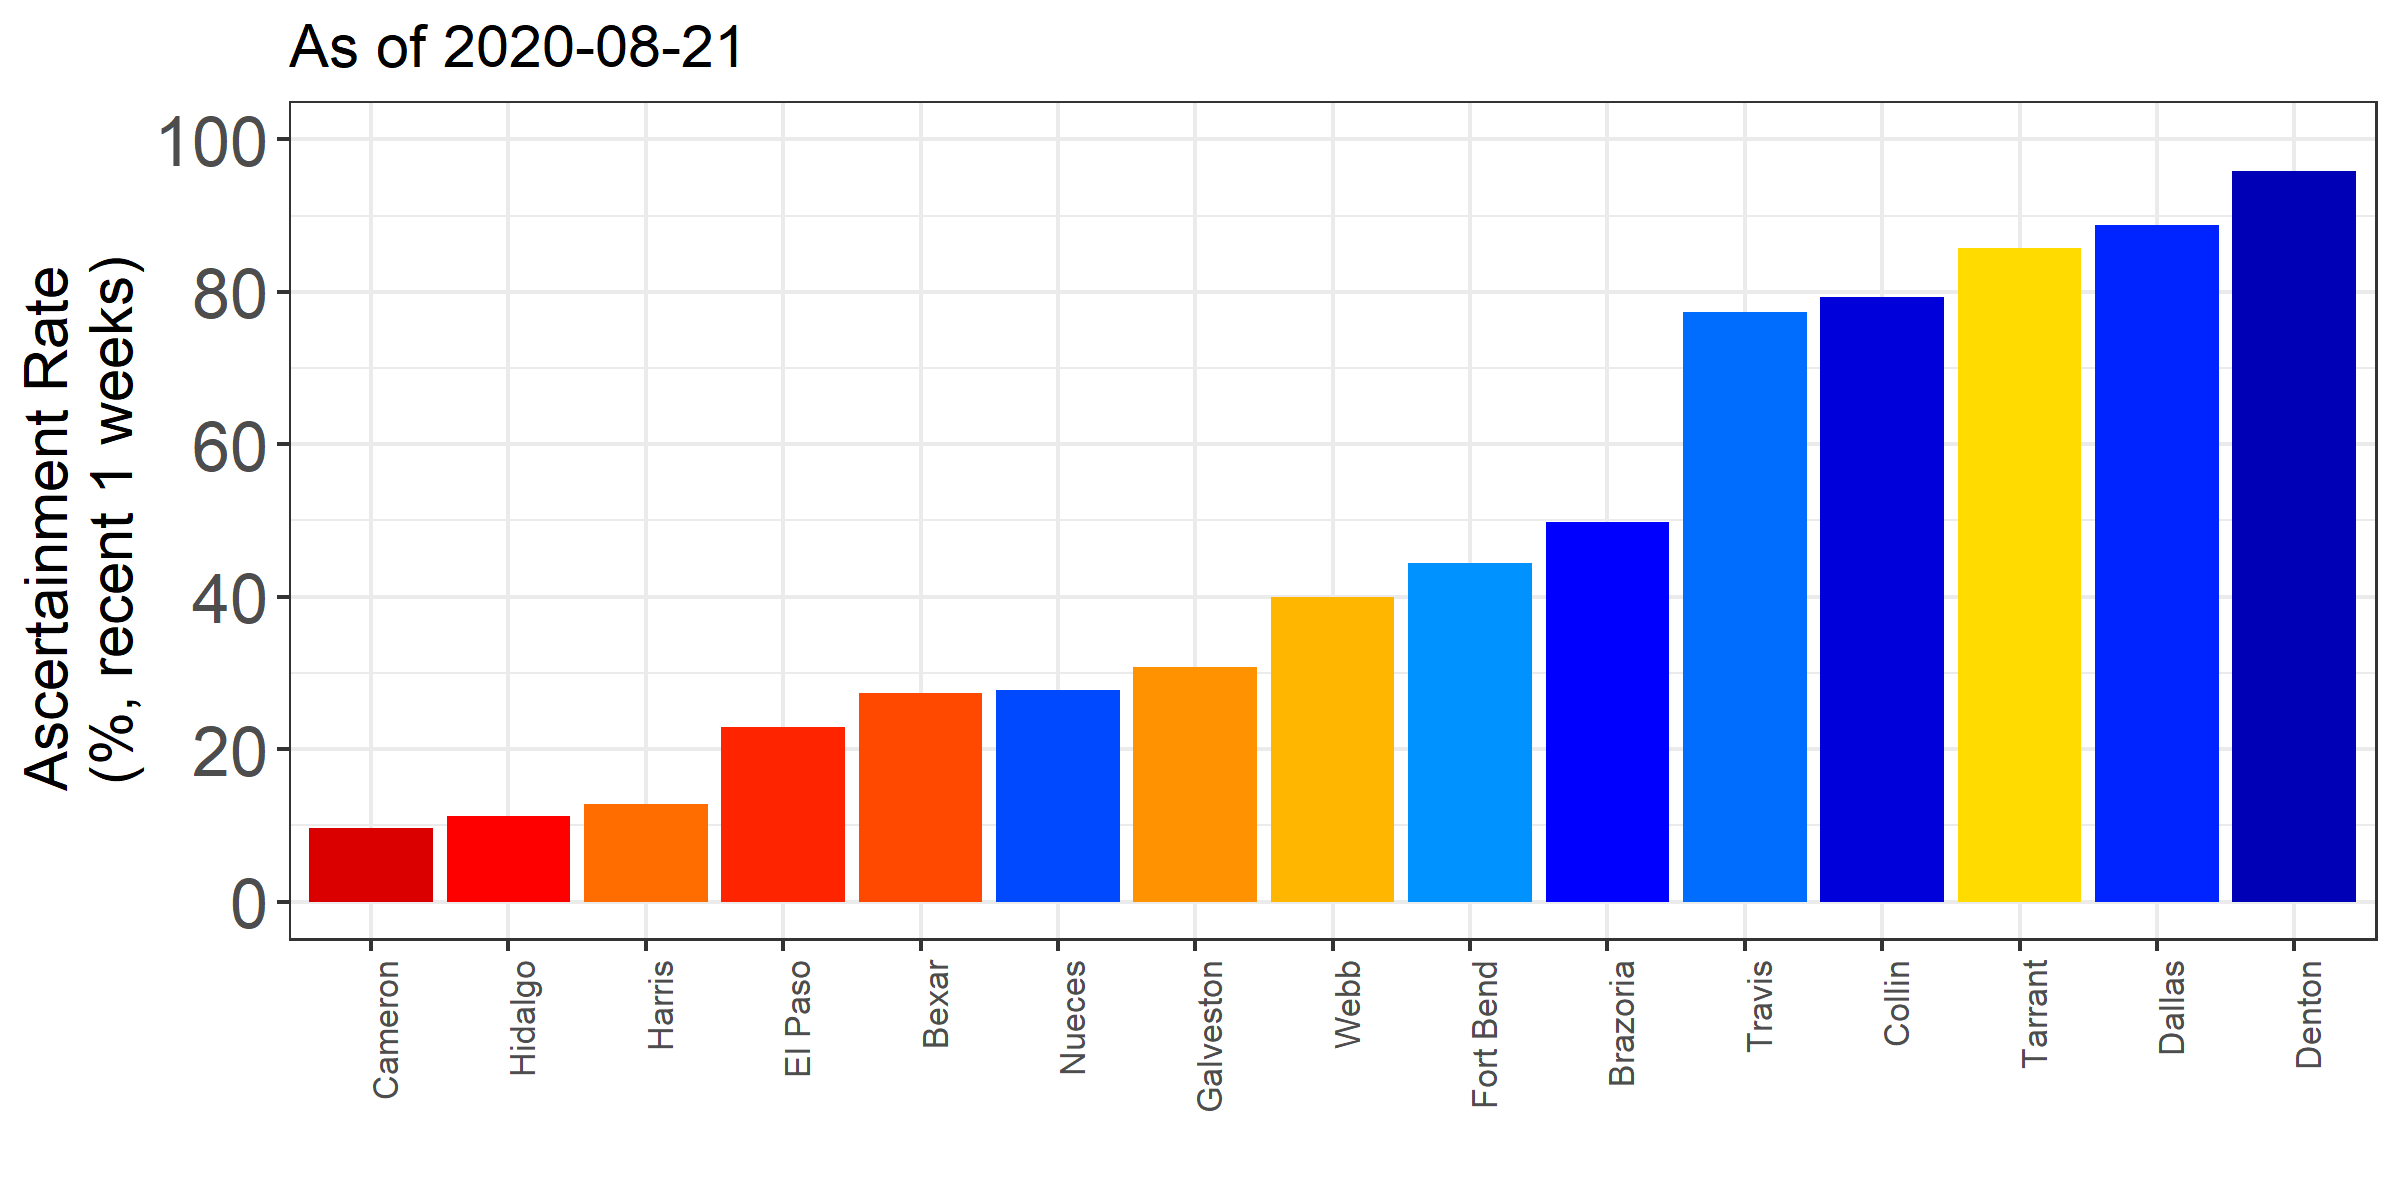 As of 2020-08-21
Ascertainment Rate
(%, recent 1 weeks)
100
80
60
40
20
0
Cameron
Hidalgo
Harris
El Paso
Bexar
Nueces
Galveston
Webb
Fort Bend
Brazoria
Travis
Collin
Tarrant
Dallas
Denton